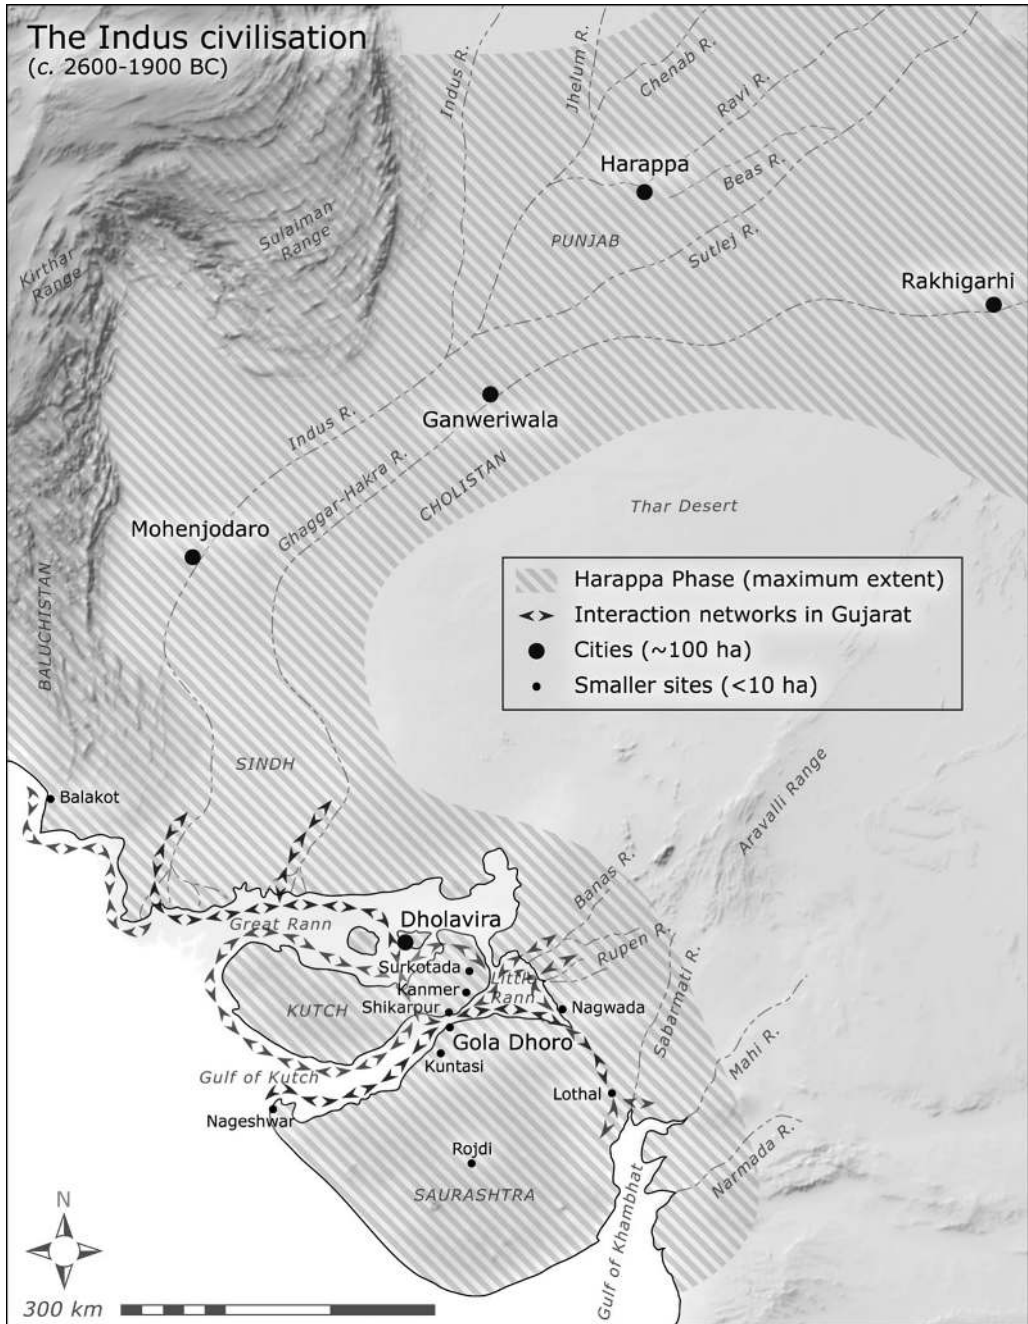 The Indus civilisation
(c. 2600-1900 BC)
Indus R.
Jhelum R.
Chenab R.
Ravi R.
Harappa
Beas R.
Sulaiman
Range
Kirthar
Range
PUNJAB
Sutlej R.
Rakhigarhi
Indus R.
Ganweriwala
Ghaggar-Hakra R.
CHOLISTAN
Thar Desert
Mohenjodaro
BALUCHISTAN
Harappa Phase (maximum extent)
Interaction networks in Gujarat
Cities (~100 ha)
Smaller sites (<10 ha)
SINDH
Balakot
Aravalli Range
Banas R.
Great Rann
Dholavira
Rupen R.
Surkotada
Little
Rann
Kanmer
KUTCH
Shikarpur
Nagwada
Sabarmati R.
Gola Dhoro
Mahi R.
Kuntasi
Gulf of Kutch
Lothal
Nageshwar
Rojdi
Narmada R.
SAURASHTRA
Gulf of Khambhat
N
300 km